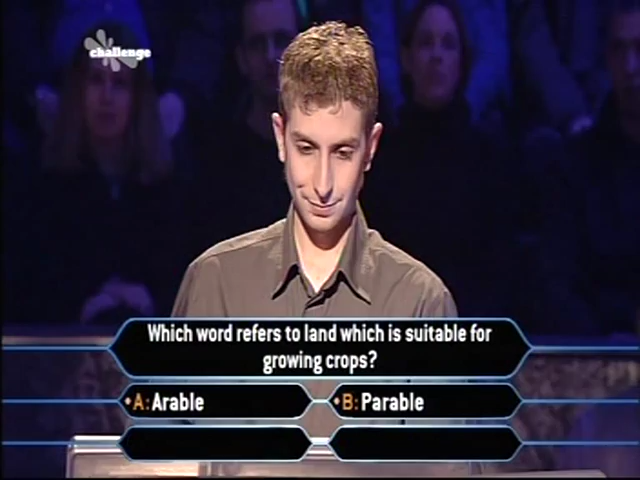 challenge
Which word refers to land which is suitable for
growing crops?
A: Arable
B: Parable